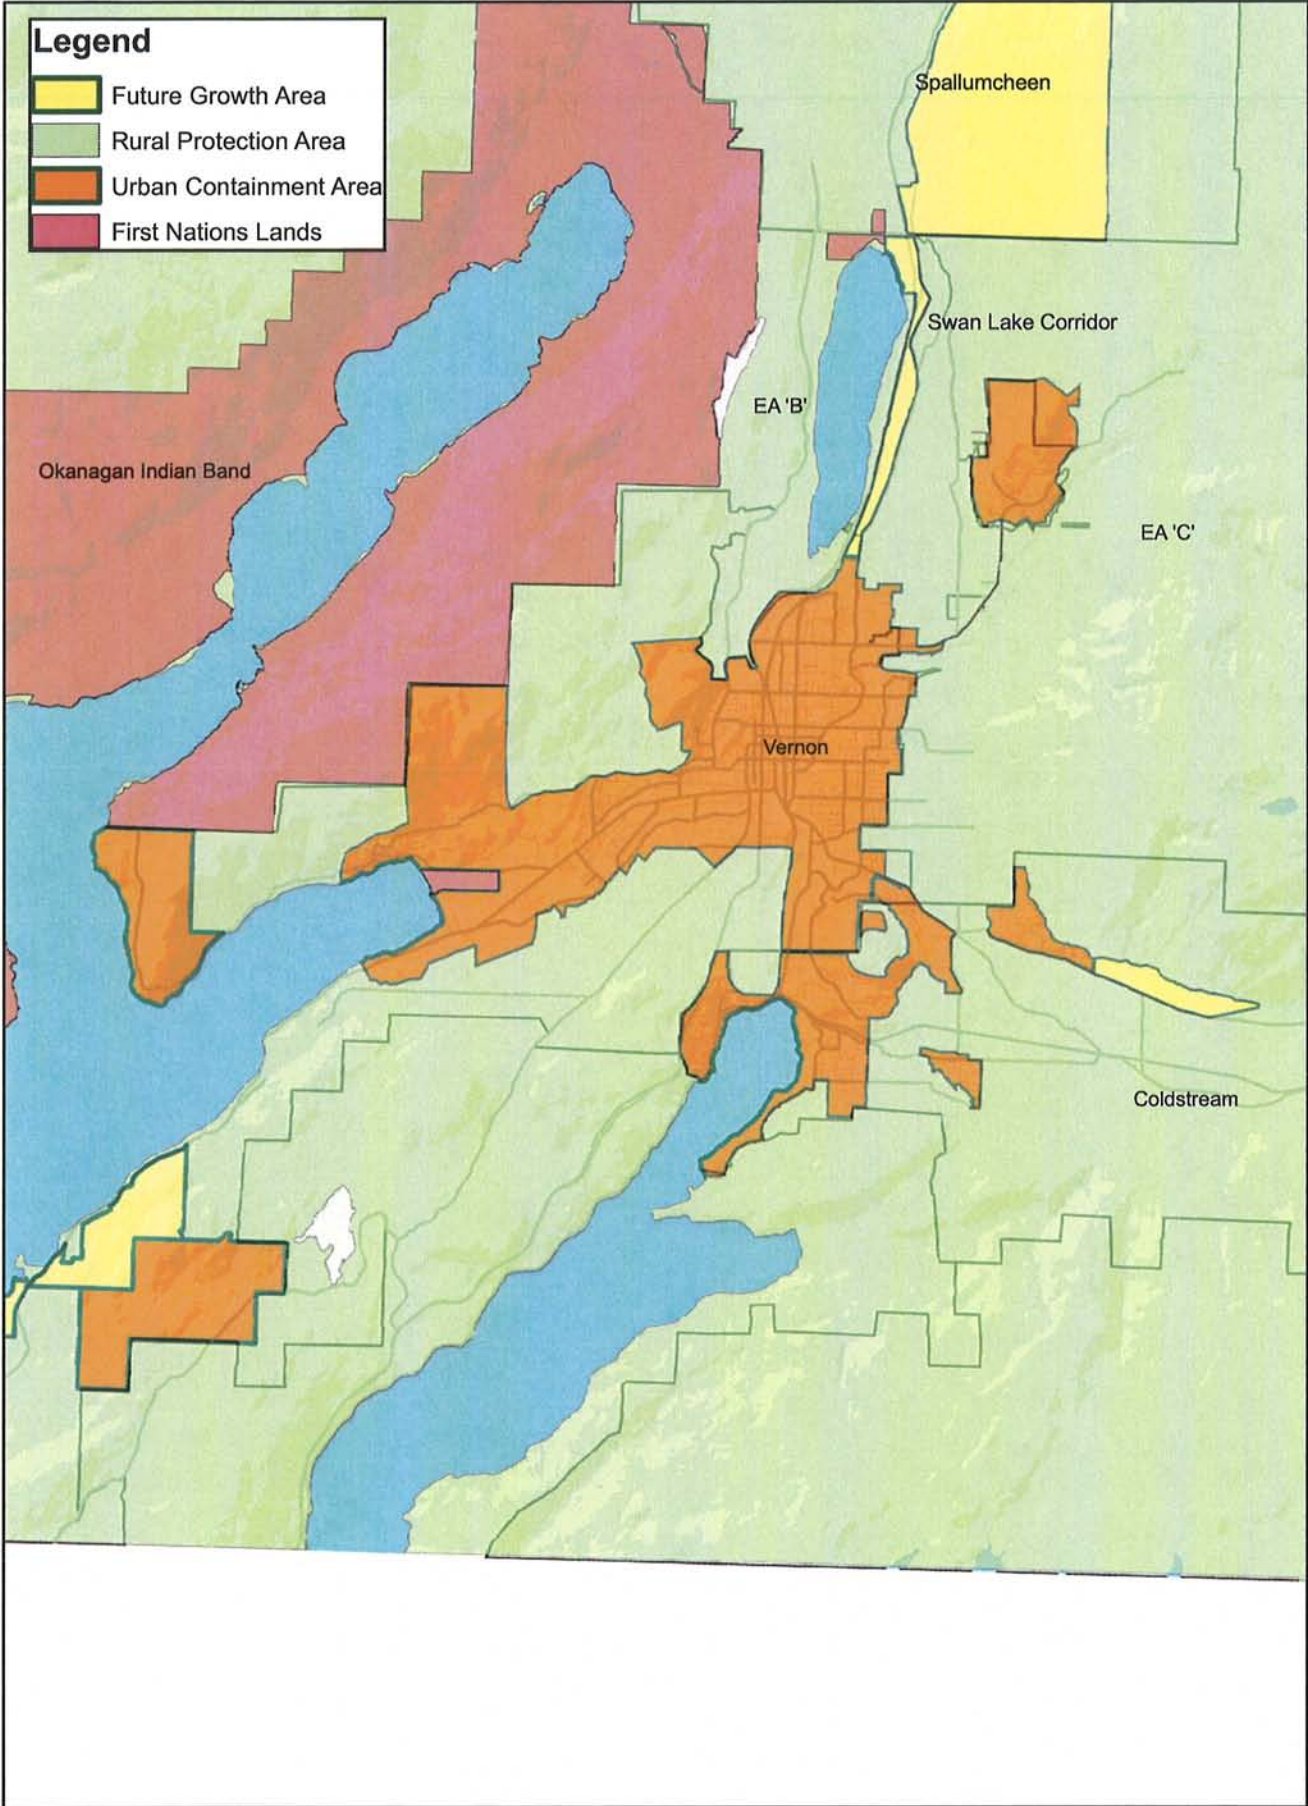 Legend
Future Growth Area
Rural Protection Area
Urban Containment Area
First Nations Lands
Spallumcheen
Swan Lake Corridor
EA 'B'
Okanagan Indian Band
EA 'C'
Vernon
Coldstream